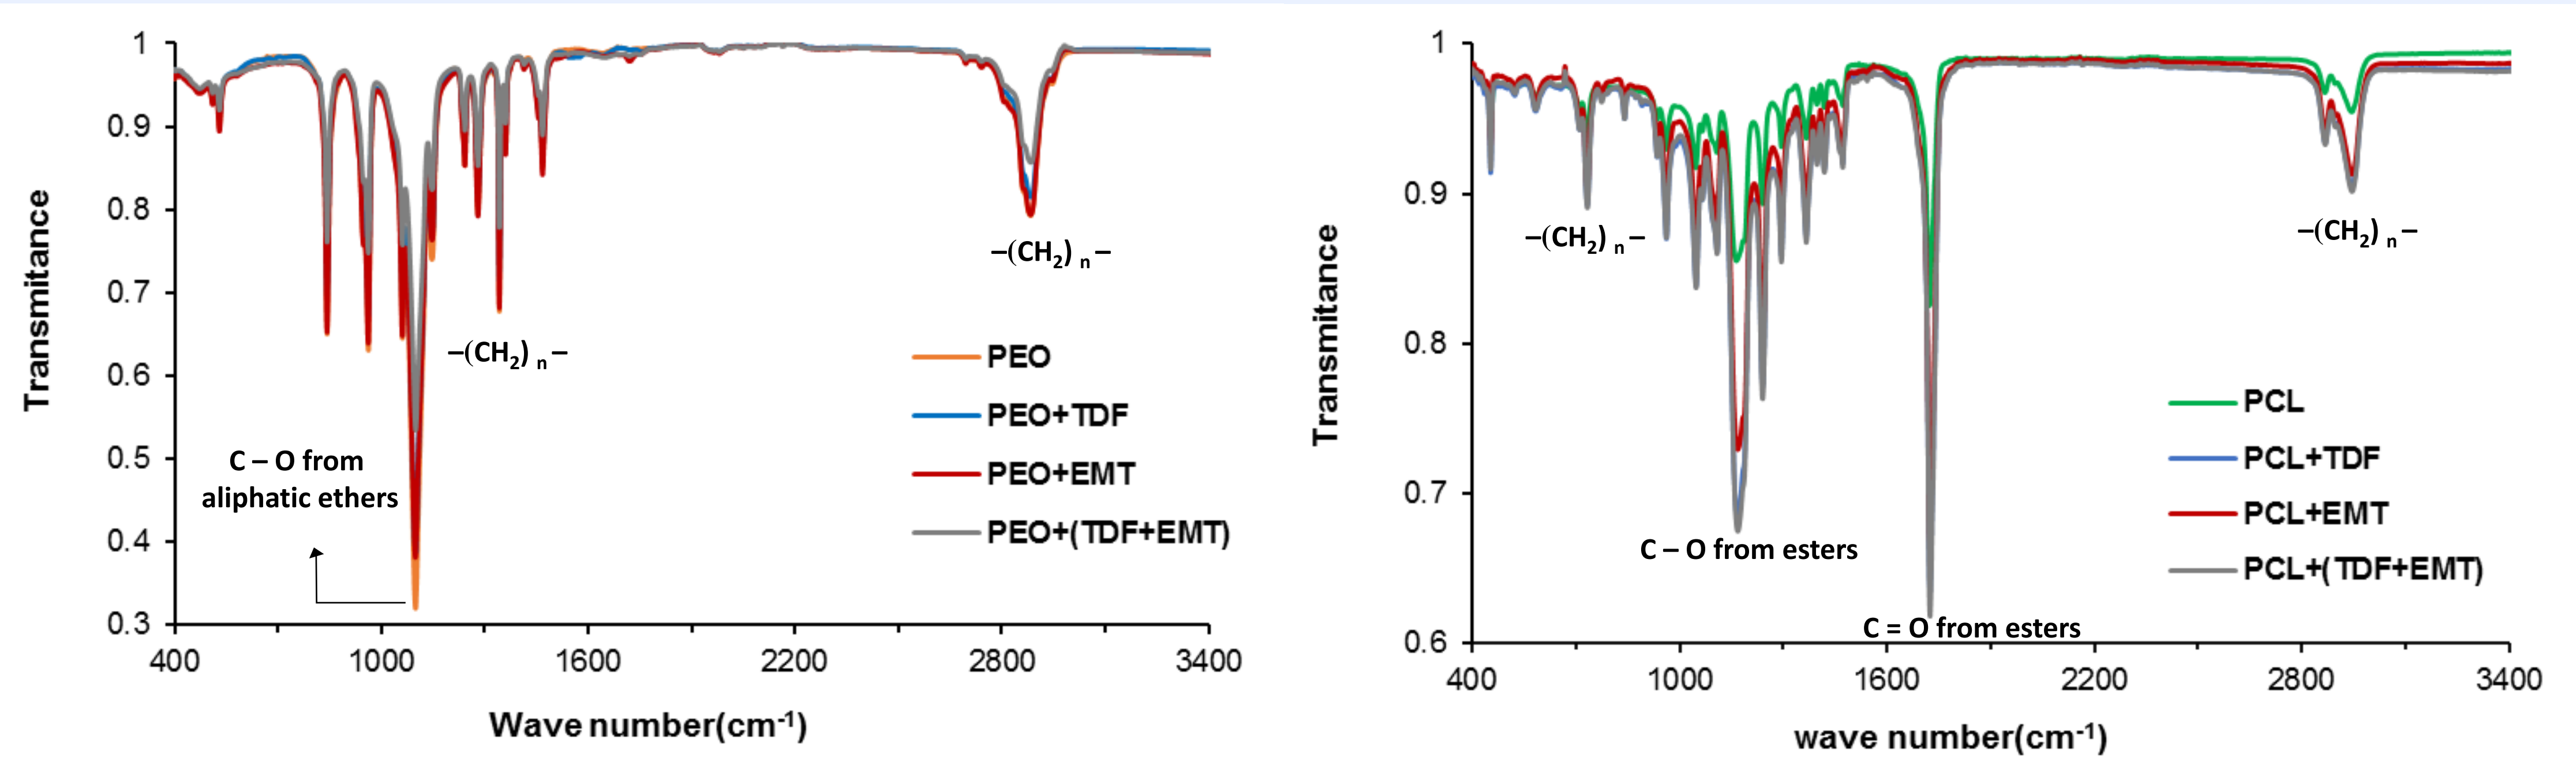 1
0.9
0.8
0.7
0.6
0.5
0.4
0.3
400
1000
1600
2200
2800
3400
Transmitance
Wave number(cm⁻¹)
C – O from
aliphatic ethers
–(CH₂) ₙ –
–(CH₂) ₙ –
PEO
PEO+TDF
PEO+EMT
PEO+(TDF+EMT)
1
0.9
0.8
0.7
0.6
400
1000
1600
2200
2800
3400
Transmitance
wave number(cm⁻¹)
–(CH₂) ₙ –
–(CH₂) ₙ –
C – O from esters
C = O from esters
PCL
PCL+TDF
PCL+EMT
PCL+(TDF+EMT)